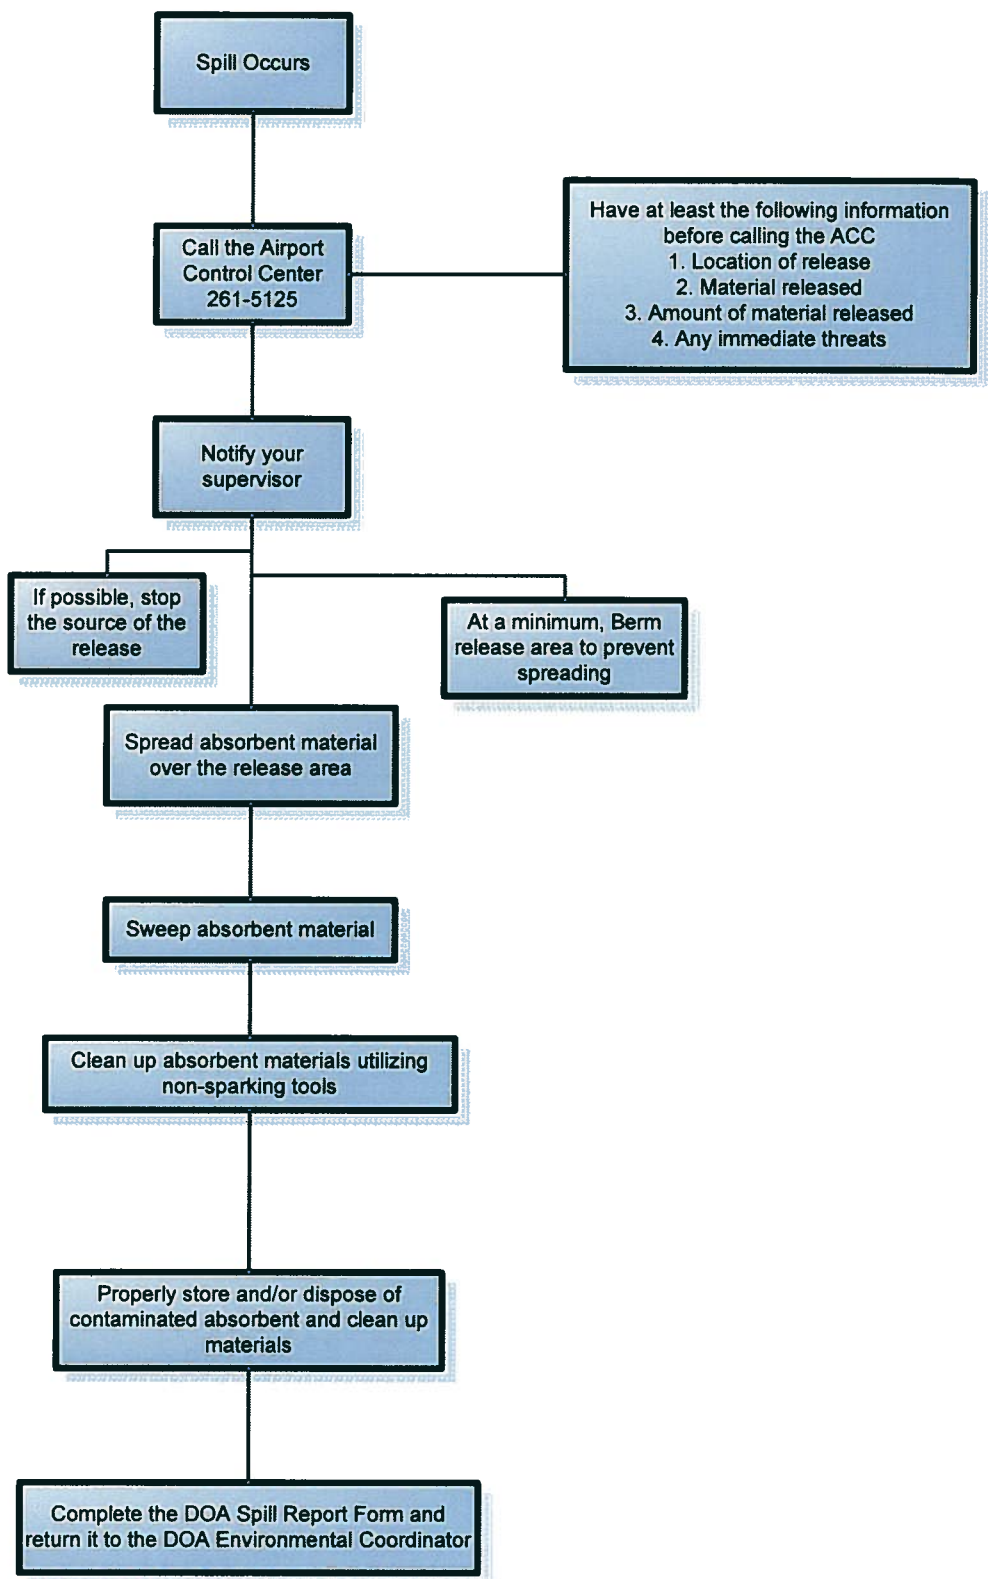 Spill Occurs
Call the Airport
Control Center
261-5125
Have at least the following information
before calling the ACC
1. Location of release
2. Material released
3. Amount of material released
4. Any immediate threats
Notify your
supervisor
If possible, stop
the source of the
release
At a minimum, Berm
release area to prevent
spreading
Spread absorbent material
over the release area
Sweep absorbent material
Clean up absorbent materials utilizing
non-sparking tools
Properly store and/or dispose of
contaminated absorbent and clean up
materials
Complete the DOA Spill Report Form and
return it to the DOA Environmental Coordinator